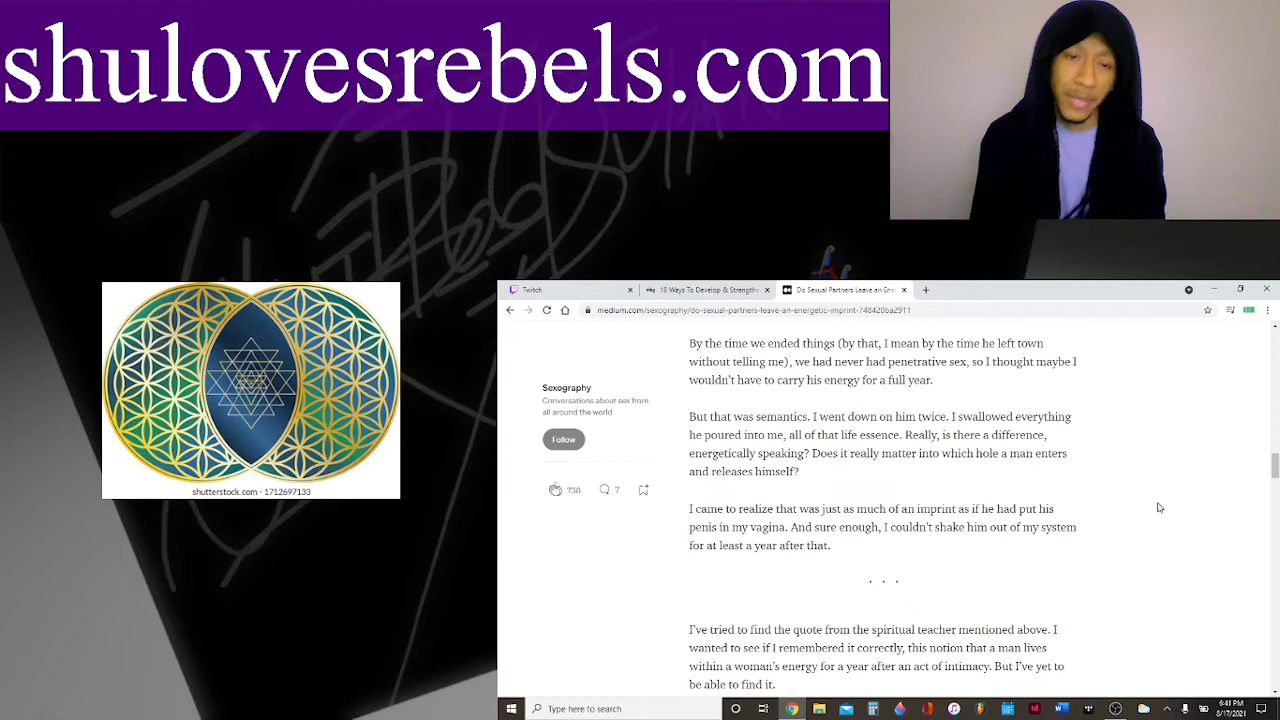 shulovesrebels.com
shutterstock.com · 1712697133
Twitch
18 Ways To Develop & Strengthe
Do Sexual Partners Leave an Ener
medium.com/sexography/do-sexual-partners-leave-an-energetic-imprint-748420ba2911
Sexography
Conversations about sex from
all around the world
Follow
738
7
By the time we ended things (by that, I mean by the time he left town
without telling me), we had never had penetrative sex, so I thought maybe I
wouldn't have to carry his energy for a full year.
But that was semantics. I went down on him twice. I swallowed everything
he poured into me, all of that life essence. Really, is there a difference,
energetically speaking? Does it really matter into which hole a man enters
and releases himself?
I came to realize that was just as much of an imprint as if he had put his
penis in my vagina. And sure enough, I couldn't shake him out of my system
for at least a year after that.
. . .
I've tried to find the quote from the spiritual teacher mentioned above. I
wanted to see if I remembered it correctly, this notion that a man lives
within a woman's energy for a year after an act of intimacy. But I've yet to
be able to find it.
Type here to search
6:41 PM
8/17/2021